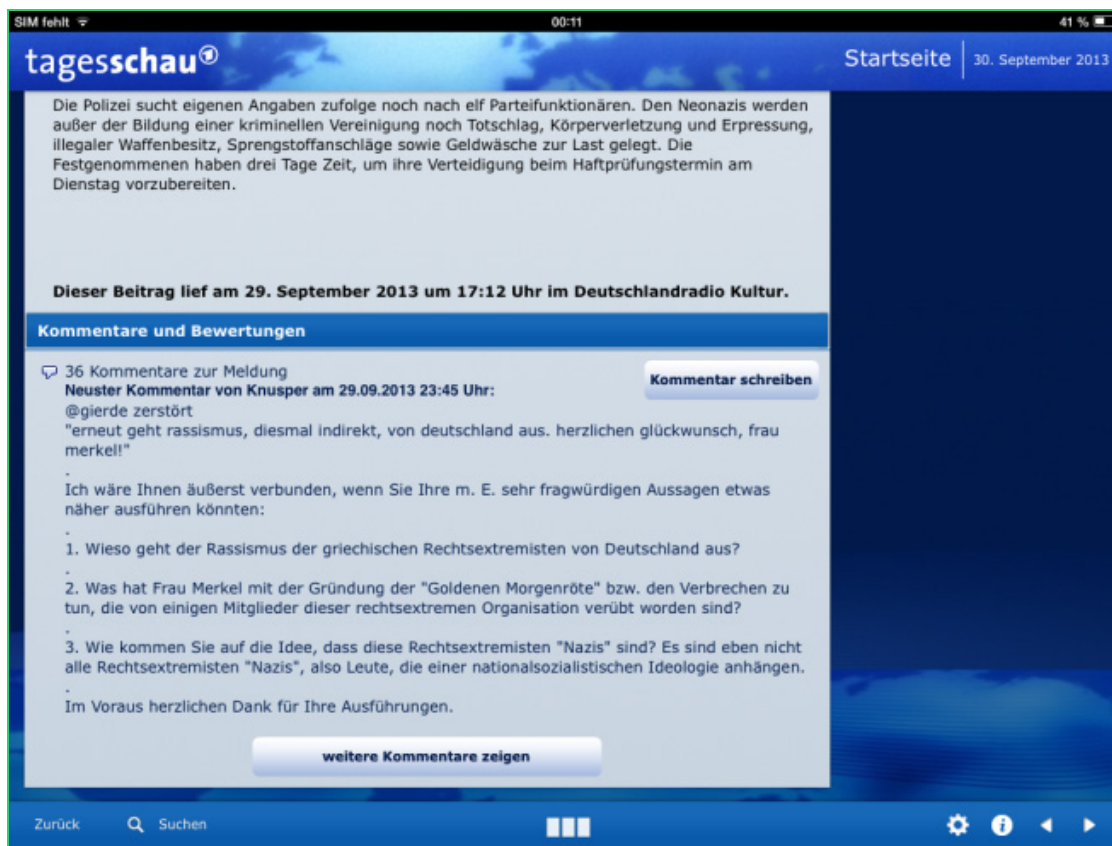 SIM fehlt
00:11
41 %
tagesschau
Startseite
30. September 2013
Die Polizei sucht eigenen Angaben zufolge noch nach elf Parteifunktionären. Den Neonazis werden
außer der Bildung einer kriminellen Vereinigung noch Totschlag, Körperverletzung und Erpressung,
illegaler Waffenbesitz, Sprengstoffanschläge sowie Geldwäsche zur Last gelegt. Die
Festgenommenen haben drei Tage Zeit, um ihre Verteidigung beim Haftprüfungstermin am
Dienstag vorzubereiten.
Dieser Beitrag lief am 29. September 2013 um 17:12 Uhr im Deutschlandradio Kultur.
Kommentare und Bewertungen
36 Kommentare zur Meldung
Kommentar schreiben
Neuster Kommentar von Knusper am 29.09.2013 23:45 Uhr:
@gierde zerstört
"erneut geht rassismus, diesmal indirekt, von deutschland aus. herzlichen glückwunsch, frau
merkel!"
.
Ich wäre Ihnen äußerst verbunden, wenn Sie Ihre m. E. sehr fragwürdigen Aussagen etwas
näher ausführen könnten:
.
1. Wieso geht der Rassismus der griechischen Rechtsextremisten von Deutschland aus?
.
2. Was hat Frau Merkel mit der Gründung der "Goldenen Morgenröte" bzw. den Verbrechen zu
tun, die von einigen Mitglieder dieser rechtsextremen Organisation verübt worden sind?
.
3. Wie kommen Sie auf die Idee, dass diese Rechtsextremisten "Nazis" sind? Es sind eben nicht
alle Rechtsextremisten "Nazis", also Leute, die einer nationalsozialistischen Ideologie anhängen.
.
Im Voraus herzlichen Dank für Ihre Ausführungen.
weitere Kommentare zeigen
Zurück
Suchen